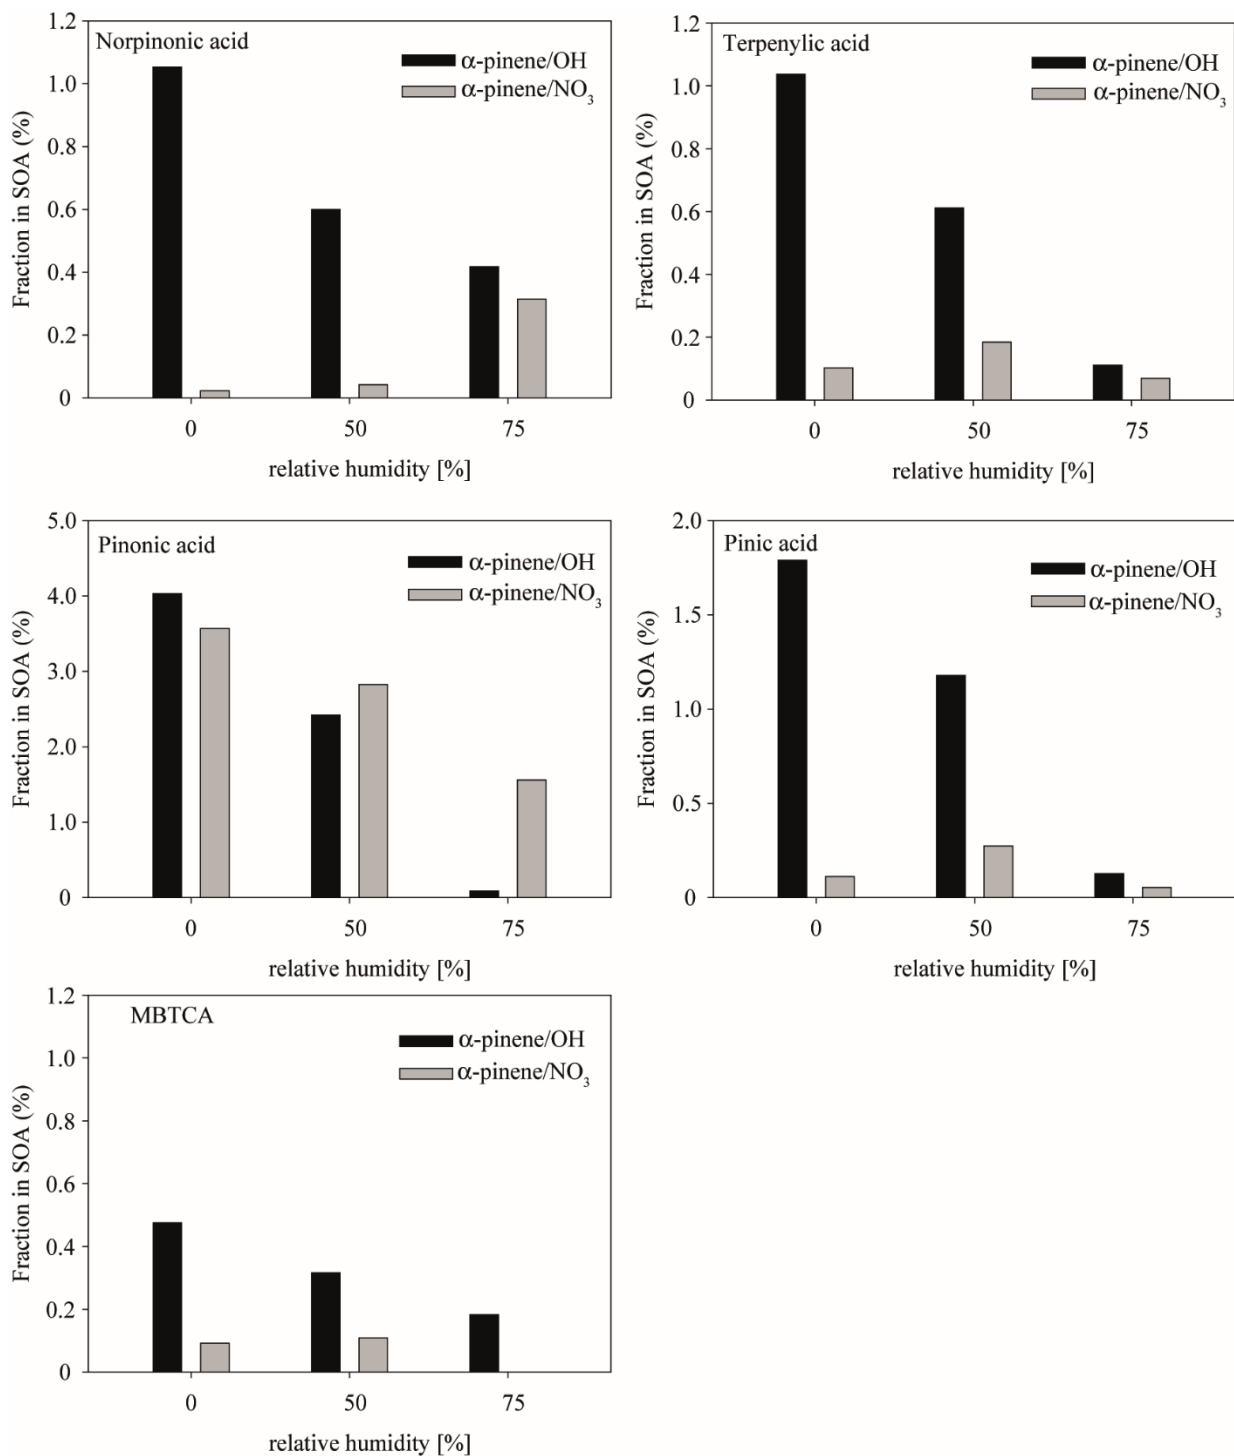 Norpinonic acid
α-pinene/OH
α-pinene/NO₃
Fraction in SOA (%)
1.2
1.0
0.8
0.6
0.4
0.2
0
0 50 75
relative humidity [%]
Terpenylic acid
α-pinene/OH
α-pinene/NO₃
Fraction in SOA (%)
1.2
1.0
0.8
0.6
0.4
0.2
0
0 50 75
relative humidity [%]
Pinonic acid
α-pinene/OH
α-pinene/NO₃
Fraction in SOA (%)
5.0
4.0
3.0
2.0
1.0
0
0 50 75
relative humidity [%]
Pinic acid
α-pinene/OH
α-pinene/NO₃
Fraction in SOA (%)
2.0
1.5
1.0
0.5
0
0 50 75
relative humidity [%]
MBTCA
α-pinene/OH
α-pinene/NO₃
Fraction in SOA (%)
1.2
1.0
0.8
0.6
0.4
0.2
0
0 50 75
relative humidity [%]